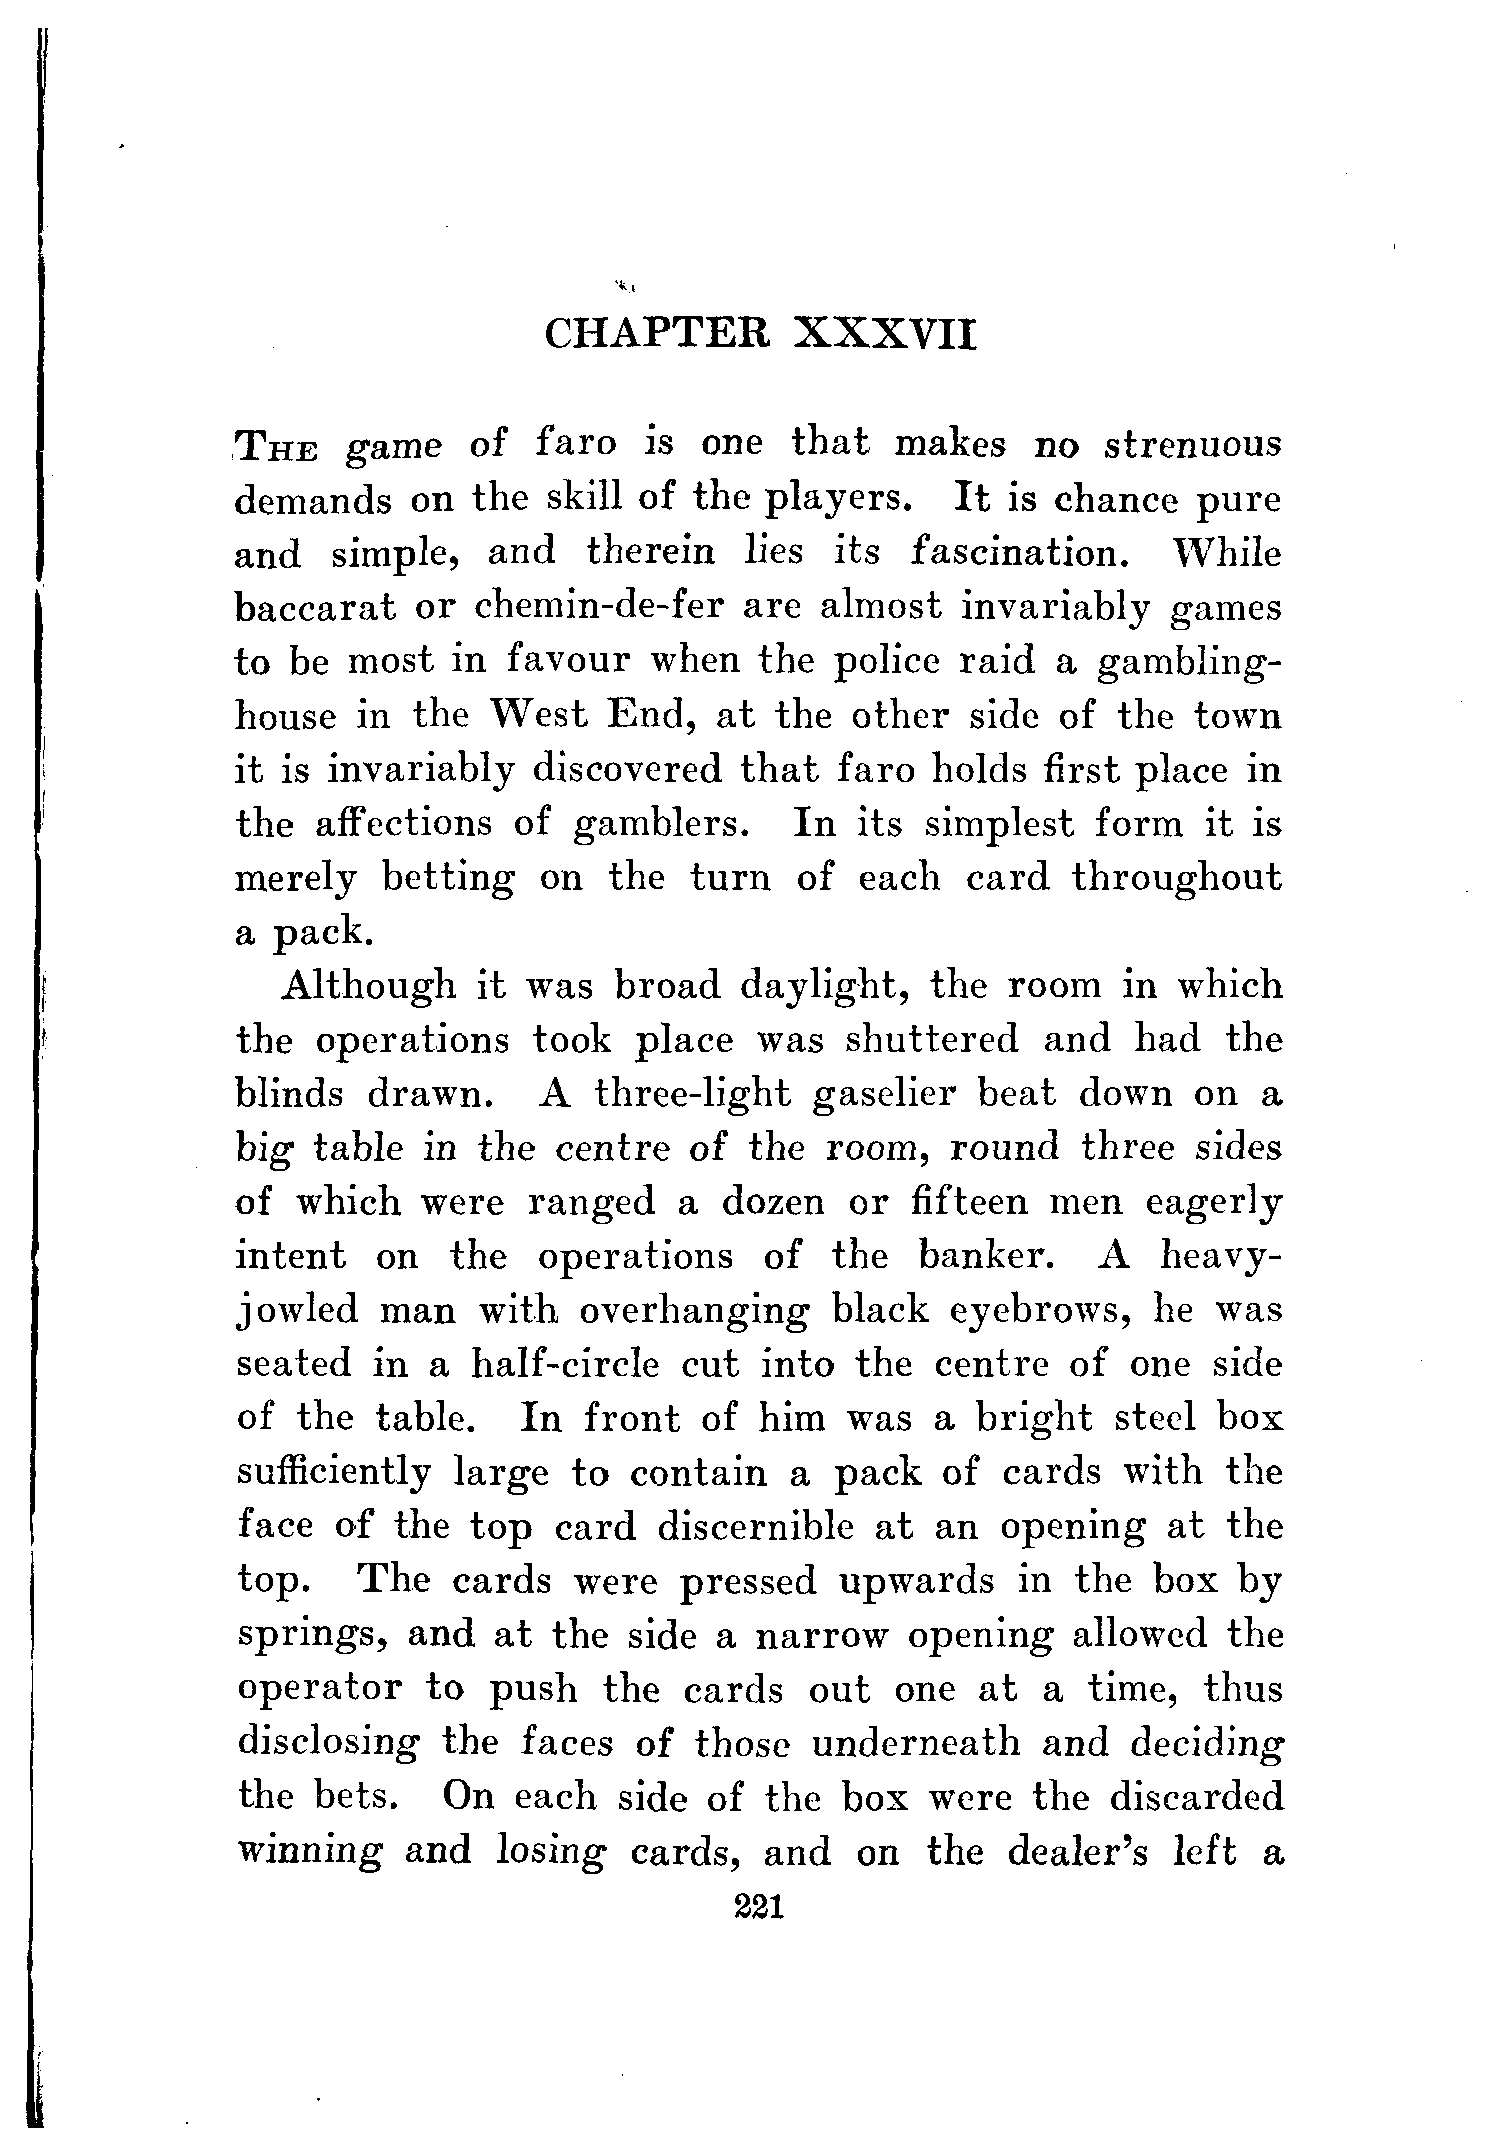 CHAPTER XXXVII
THE game of faro is one that makes no strenuous
demands on the skill of the players. It is chance pure
and simple, and therein lies its fascination. While
baccarat or chemin-de-fer are almost invariably games
to be most in favour when the police raid a gambling-
house in the West End, at the other side of the town
it is invariably discovered that faro holds first place in
the affections of gamblers. In its simplest form it is
merely betting on the turn of each card throughout
a pack.
Although it was broad daylight, the room in which
the operations took place was shuttered and had the
blinds drawn. A three-light gaselier beat down on a
big table in the centre of the room, round three sides
of which were ranged a dozen or fifteen men eagerly
intent on the operations of the banker. A heavy-
jowled man with overhanging black eyebrows, he was
seated in a half-circle cut into the centre of one side
of the table. In front of him was a bright steel box
sufficiently large to contain a pack of cards with the
face of the top card discernible at an opening at the
top. The cards were pressed upwards in the box by
springs, and at the side a narrow opening allowed the
operator to push the cards out one at a time, thus
disclosing the faces of those underneath and deciding
the bets. On each side of the box were the discarded
winning and losing cards, and on the dealer's left a
221